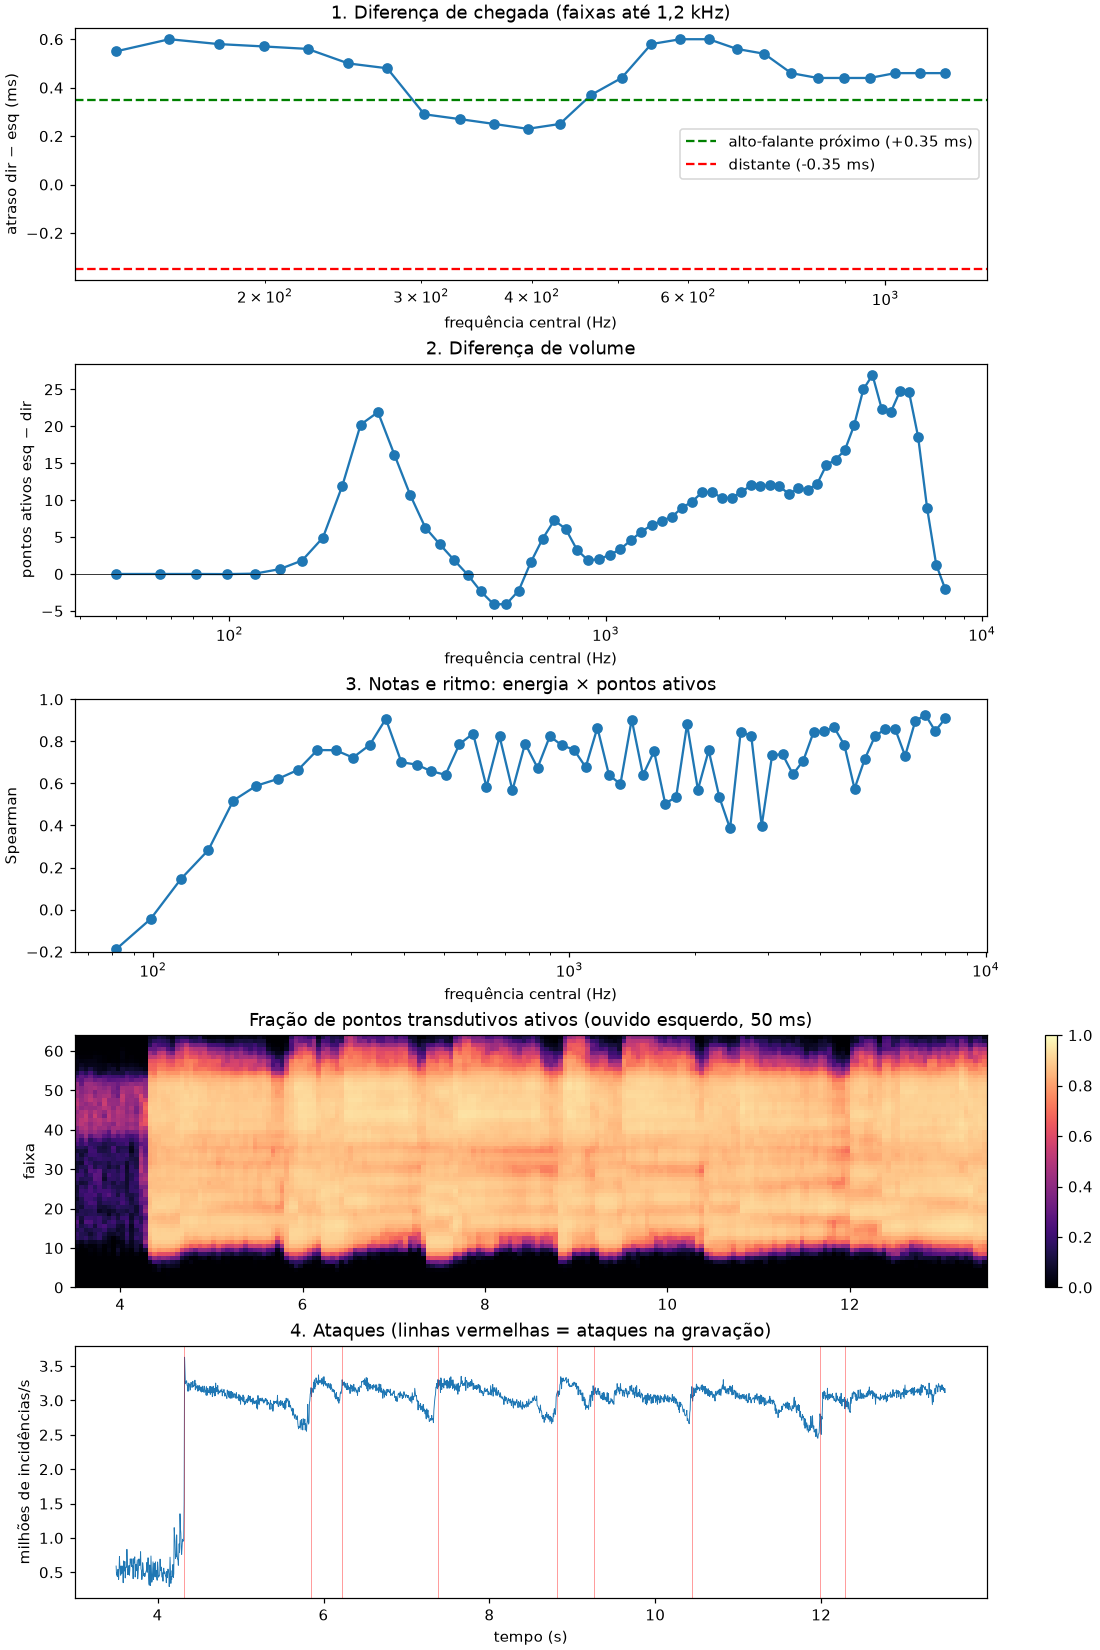 1. Diferença de chegada (faixas até 1,2 kHz)
atraso dir − esq (ms)
0.6
0.4
0.2
0.0
−0.2
alto-falante próximo (+0.35 ms)
distante (-0.35 ms)
2 × 10²
3 × 10²
4 × 10²
6 × 10²
10³
frequência central (Hz)
2. Diferença de volume
pontos ativos esq − dir
25
20
15
10
5
0
−5
10²
10³
10⁴
frequência central (Hz)
3. Notas e ritmo: energia × pontos ativos
Spearman
1.0
0.8
0.6
0.4
0.2
0.0
−0.2
10²
10³
10⁴
frequência central (Hz)
Fração de pontos transdutivos ativos (ouvido esquerdo, 50 ms)
faixa
60
50
40
30
20
10
0
4
6
8
10
12
1.0
0.8
0.6
0.4
0.2
0.0
4. Ataques (linhas vermelhas = ataques na gravação)
milhões de incidências/s
3.5
3.0
2.5
2.0
1.5
1.0
0.5
4
6
8
10
12
tempo (s)